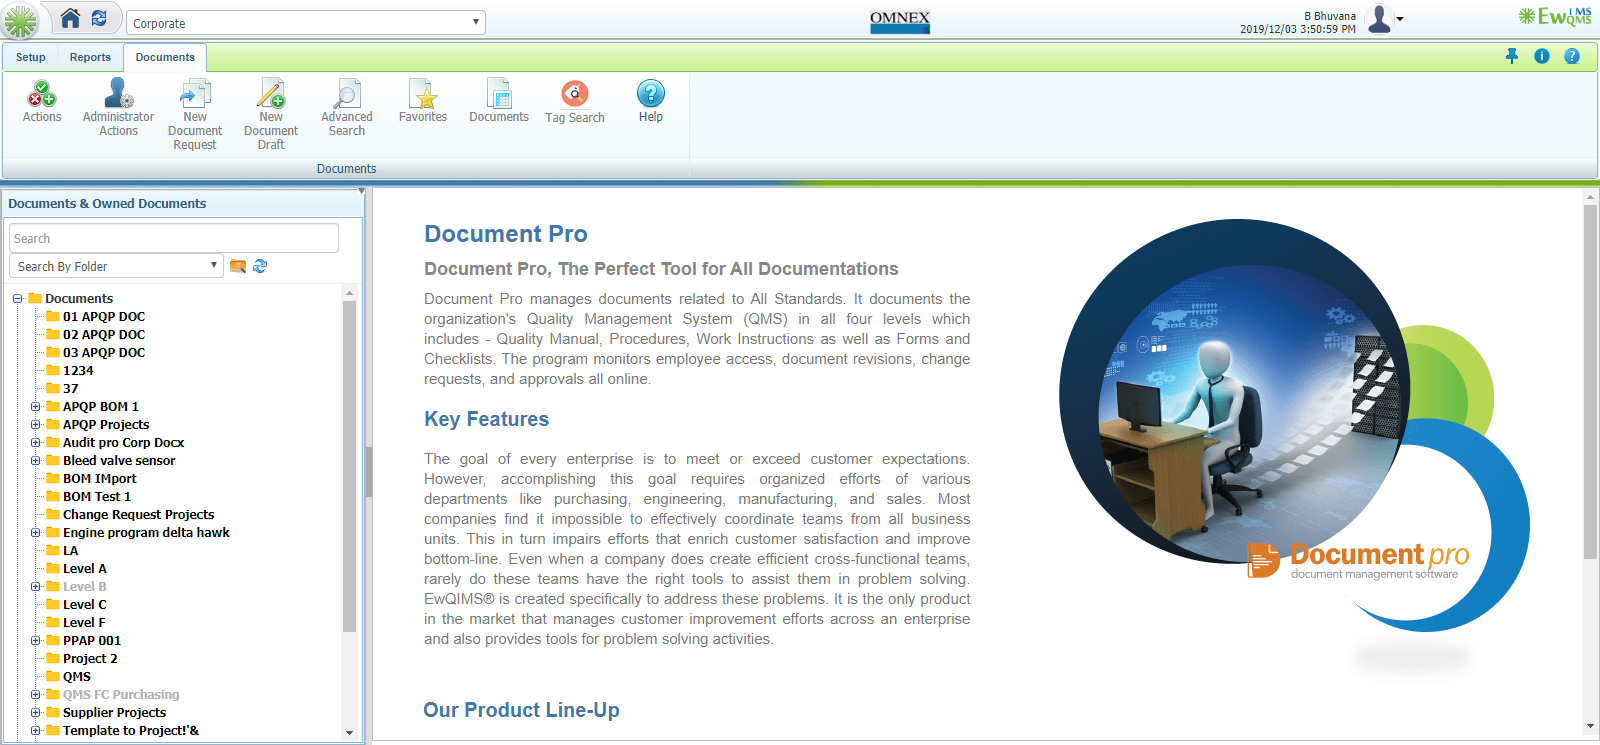 Corporate
OMNEX
B Bhuvana
2019/12/03 3:50:59 PM
EwQIMS
QMS
Setup Reports Documents
Actions
Administrator Actions
New Document Request
New Document Draft
Advanced Search
Favorites
Documents
Tag Search
Help
Documents
Documents & Owned Documents
Search
Search By Folder
Documents
01 APQP DOC
02 APQP DOC
03 APQP DOC
1234
37
APQP BOM 1
APQP Projects
Audit pro Corp Docx
Bleed valve sensor
BOM IMport
BOM Test 1
Change Request Projects
Engine program delta hawk
LA
Level A
Level B
Level C
Level F
PPAP 001
Project 2
QMS
QMS FC Purchasing
Supplier Projects
Template to Project!'&
Document Pro
Document Pro, The Perfect Tool for All Documentations
Document Pro manages documents related to All Standards. It documents the
organization's Quality Management System (QMS) in all four levels which
includes - Quality Manual, Procedures, Work Instructions as well as Forms and
Checklists. The program monitors employee access, document revisions, change
requests, and approvals all online.
Key Features
The goal of every enterprise is to meet or exceed customer expectations.
However, accomplishing this goal requires organized efforts of various
departments like purchasing, engineering, manufacturing, and sales. Most
companies find it impossible to effectively coordinate teams from all business
units. This in turn impairs efforts that enrich customer satisfaction and improve
bottom-line. Even when a company does create efficient cross-functional teams,
rarely do these teams have the right tools to assist them in problem solving.
EwQIMS® is created specifically to address these problems. It is the only product
in the market that manages customer improvement efforts across an enterprise
and also provides tools for problem solving activities.
Our Product Line-Up
Document pro
document management software